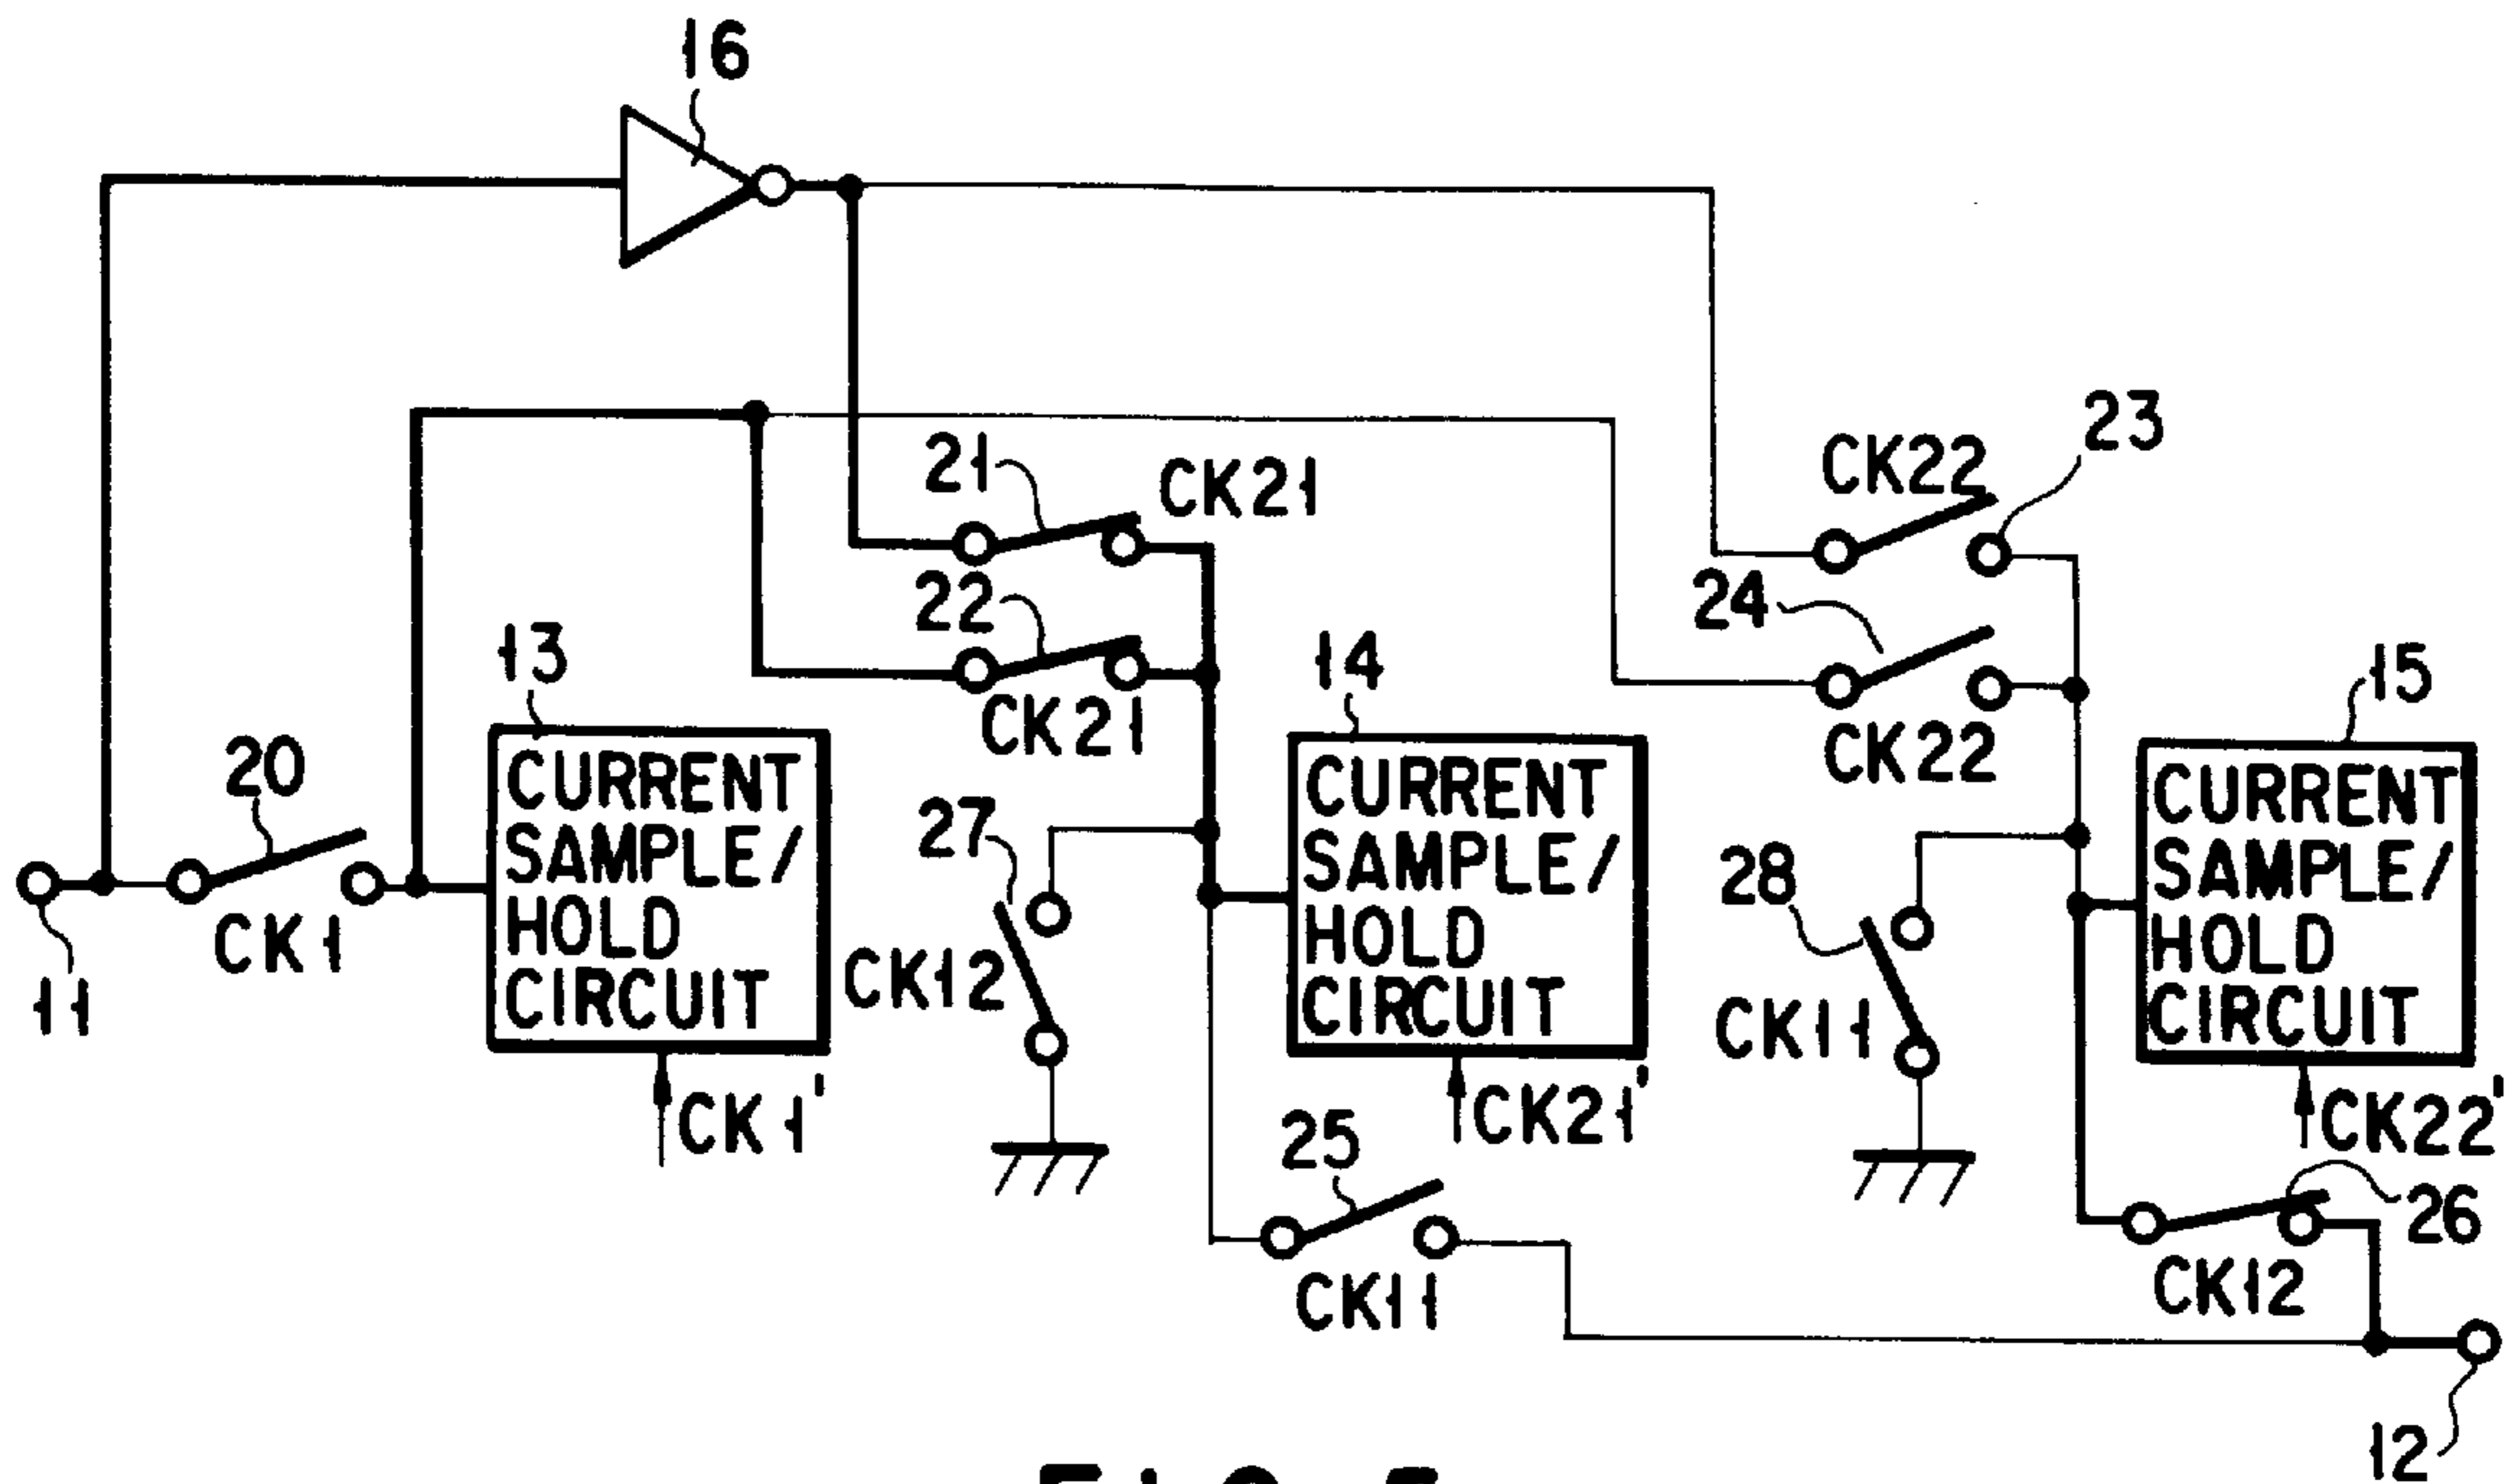 16
21
CK21
CK22
23
22
24
13
CK21
14
CK22
15
20
CURRENT
SAMPLE/
HOLD
CIRCUIT
27
CURRENT
SAMPLE/
HOLD
CIRCUIT
28
CURRENT
SAMPLE/
HOLD
CIRCUIT
CK1
CK12
11
CK11
CK1'
CK21'
CK22'
25
26
CK11
CK12
12